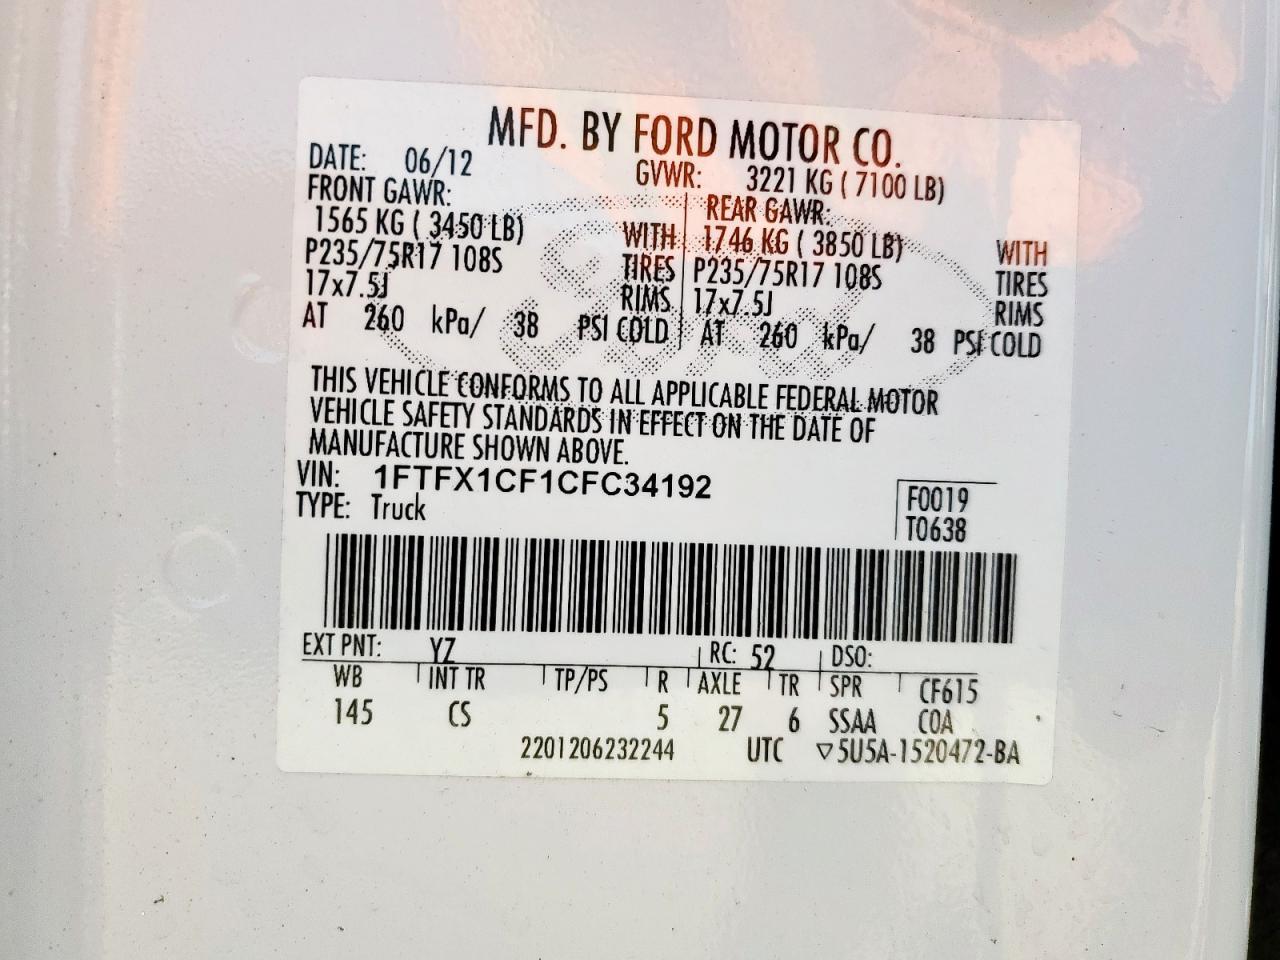 MFD. BY FORD MOTOR CO.
DATE: 06/12 GVWR: 3221 KG ( 7100 LB)
FRONT GAWR: REAR GAWR:
1565 KG ( 3450 LB) WITH 1746 KG ( 3850 LB) WITH
P235/75R17 108S TIRES P235/75R17 108S TIRES
17x7.5J RIMS 17x7.5J RIMS
AT 260 kPa/ 38 PSI COLD AT 260 kPa/ 38 PSI COLD
THIS VEHICLE CONFORMS TO ALL APPLICABLE FEDERAL MOTOR
VEHICLE SAFETY STANDARDS IN EFFECT ON THE DATE OF
MANUFACTURE SHOWN ABOVE.
VIN: 1FTFX1CF1CFC34192 F0019
TYPE: Truck T0638
EXT PNT: YZ RC: 52 DSO:
WB INT TR TP/PS R AXLE TR SPR CF615
145 CS 5 27 6 SSAA COA
2201206232244 UTC ▽5U5A-1520472-BA